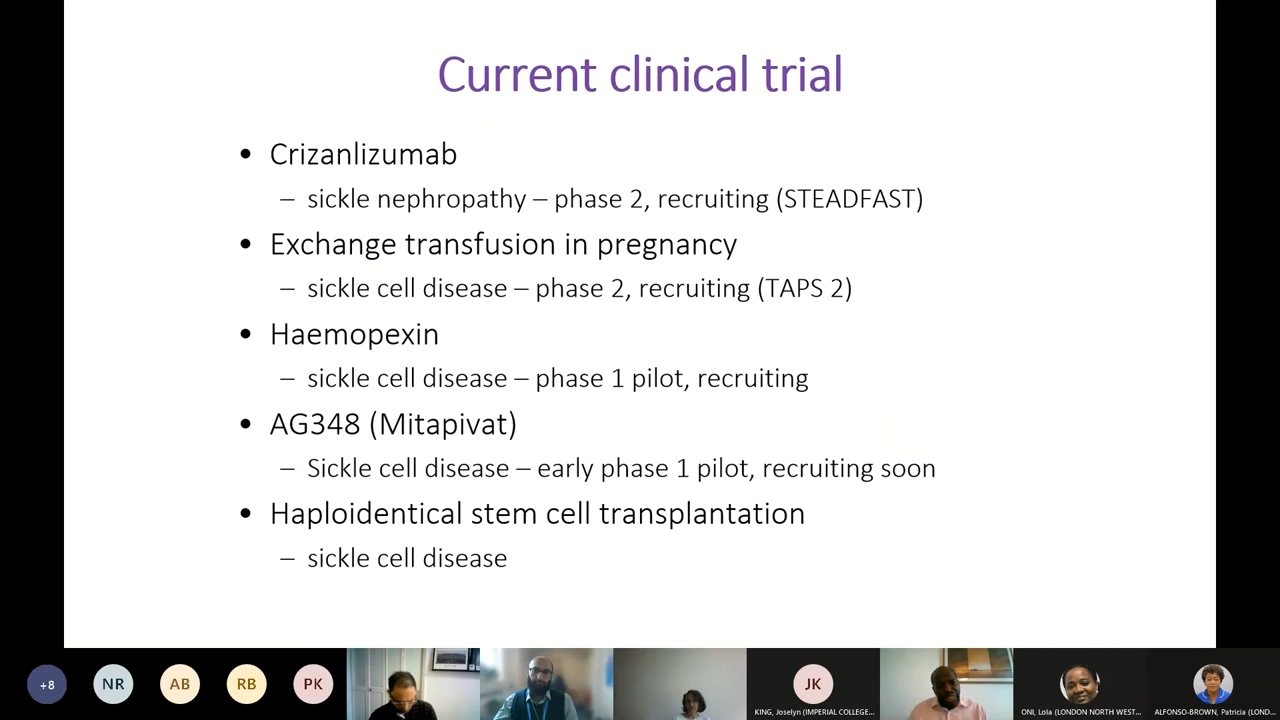 Current clinical trial
• Crizanlizumab
– sickle nephropathy – phase 2, recruiting (STEADFAST)
• Exchange transfusion in pregnancy
– sickle cell disease – phase 2, recruiting (TAPS 2)
• Haemopexin
– sickle cell disease – phase 1 pilot, recruiting
• AG348 (Mitapivat)
– Sickle cell disease – early phase 1 pilot, recruiting soon
• Haploidentical stem cell transplantation
– sickle cell disease
+8 NR AB RB PK JK
KING, Joselyn (IMPERIAL COLLEGE... ONI, Lola (LONDON NORTH WEST... ALFONSO-BROWN, Patricia (LOND...